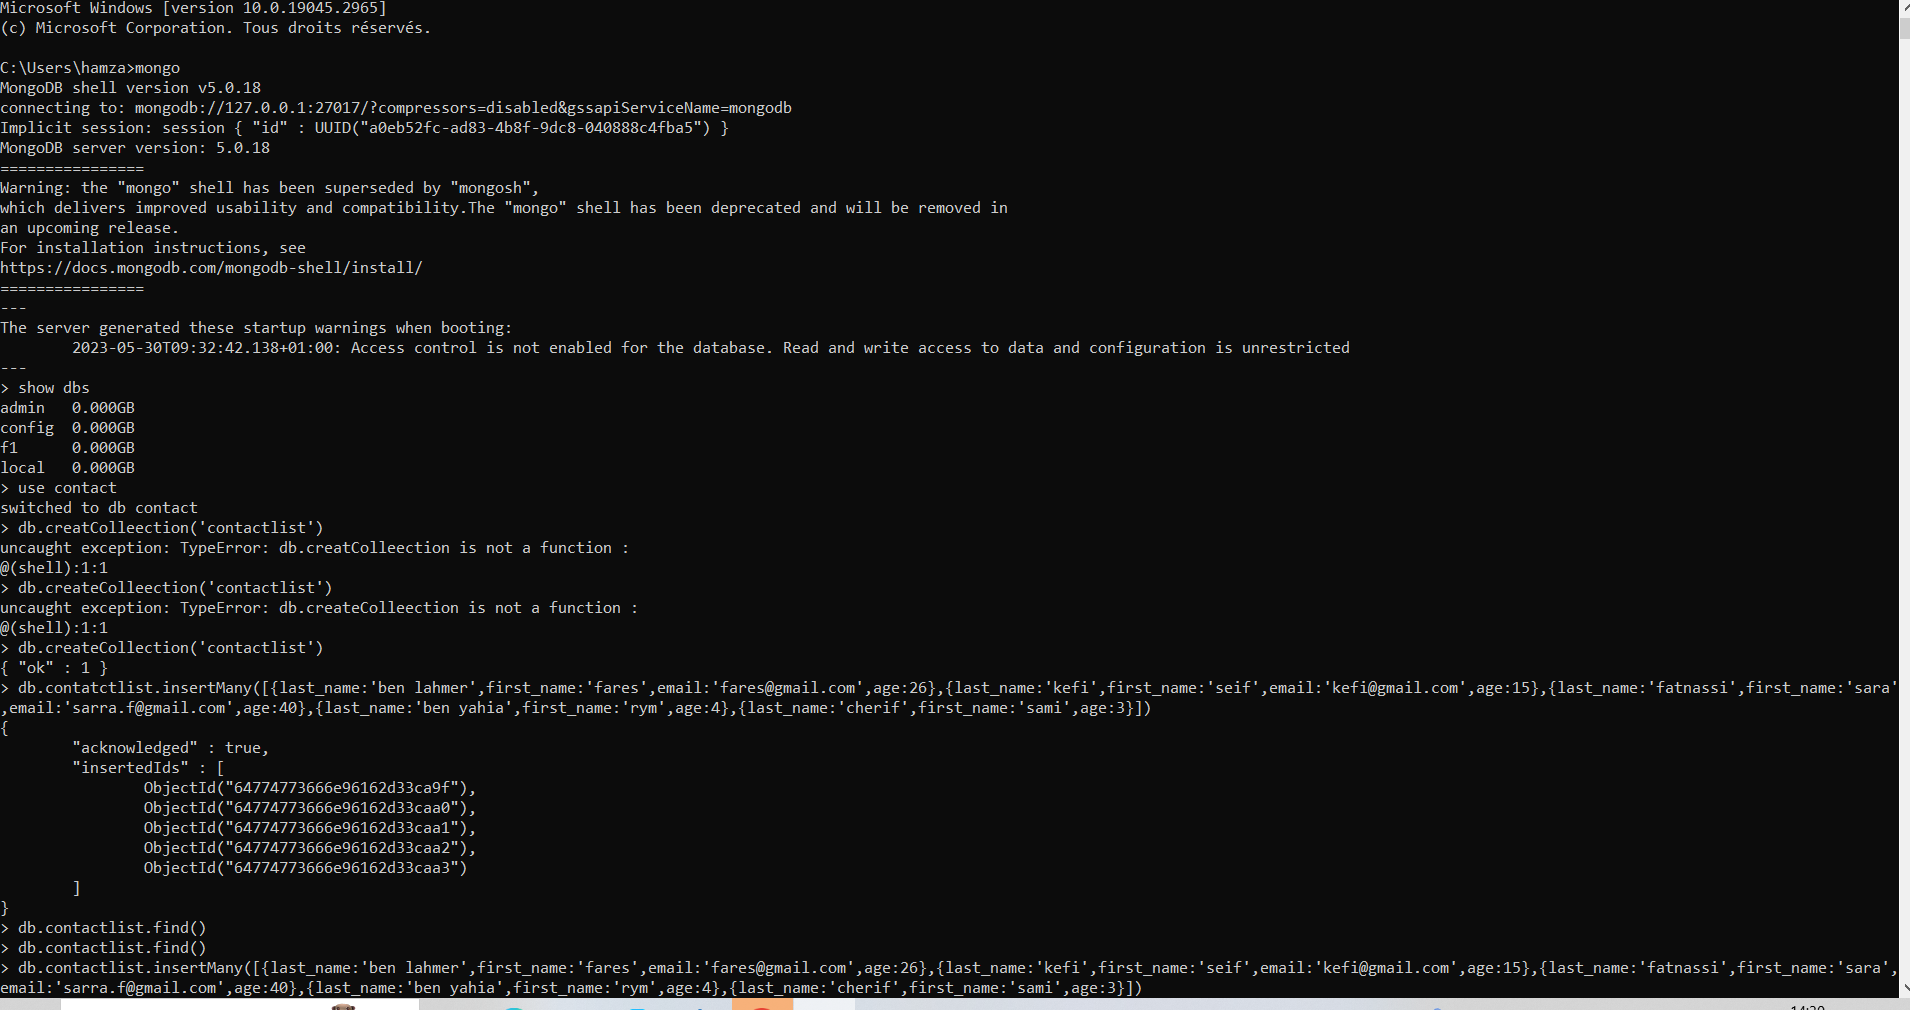 Microsoft Windows [version 10.0.19045.2965]
(c) Microsoft Corporation. Tous droits réservés.
C:\Users\hamza>mongo
MongoDB shell version v5.0.18
connecting to: mongodb://127.0.0.1:27017/?compressors=disabled&gssapiServiceName=mongodb
Implicit session: session { "id" : UUID("a0eb52fc-ad83-4b8f-9dc8-040888c4fba5") }
MongoDB server version: 5.0.18
================
Warning: the "mongo" shell has been superseded by "mongosh",
which delivers improved usability and compatibility.The "mongo" shell has been deprecated and will be removed in
an upcoming release.
For installation instructions, see
https://docs.mongodb.com/mongodb-shell/install/
================
---
The server generated these startup warnings when booting:
        2023-05-30T09:32:42.138+01:00: Access control is not enabled for the database. Read and write access to data and configuration is unrestricted
---
> show dbs
admin   0.000GB
config  0.000GB
f1      0.000GB
local   0.000GB
> use contact
switched to db contact
> db.creatColleection('contactlist')
uncaught exception: TypeError: db.creatColleection is not a function :
@(shell):1:1
> db.createColleection('contactlist')
uncaught exception: TypeError: db.createColleection is not a function :
@(shell):1:1
> db.createCollection('contactlist')
{ "ok" : 1 }
> db.contatctlist.insertMany([{last_name:'ben lahmer',first_name:'fares',email:'fares@gmail.com',age:26},{last_name:'kefi',first_name:'seif',email:'kefi@gmail.com',age:15},{last_name:'fatnassi',first_name:'sara'
,email:'sarra.f@gmail.com',age:40},{last_name:'ben yahia',first_name:'rym',age:4},{last_name:'cherif',first_name:'sami',age:3}])
{
        "acknowledged" : true,
        "insertedIds" : [
                ObjectId("64774773666e96162d33ca9f"),
                ObjectId("64774773666e96162d33caa0"),
                ObjectId("64774773666e96162d33caa1"),
                ObjectId("64774773666e96162d33caa2"),
                ObjectId("64774773666e96162d33caa3")
        ]
}
> db.contactlist.find()
> db.contactlist.find()
> db.contactlist.insertMany([{last_name:'ben lahmer',first_name:'fares',email:'fares@gmail.com',age:26},{last_name:'kefi',first_name:'seif',email:'kefi@gmail.com',age:15},{last_name:'fatnassi',first_name:'sara',
email:'sarra.f@gmail.com',age:40},{last_name:'ben yahia',first_name:'rym',age:4},{last_name:'cherif',first_name:'sami',age:3}])